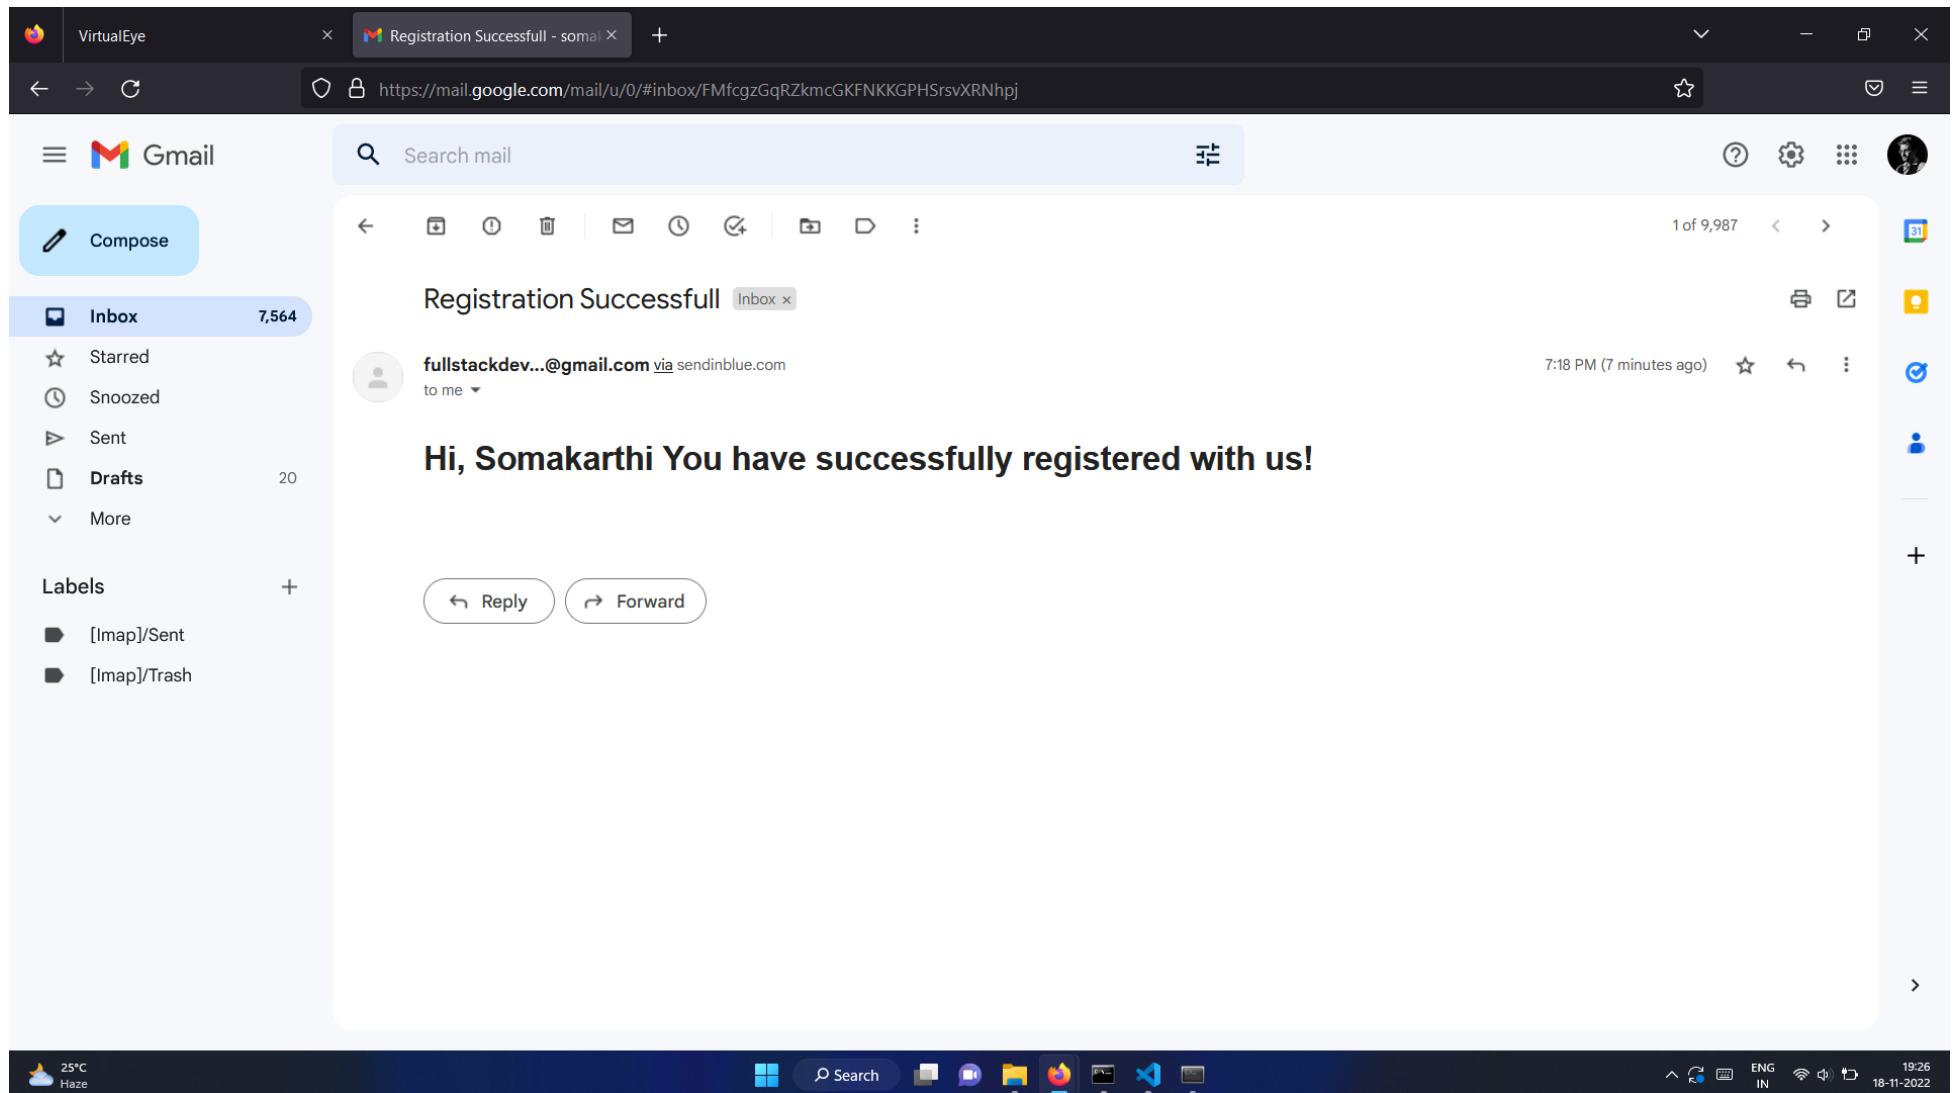 VirtualEye
Registration Successfull - soma
https://mail.google.com/mail/u/0/#inbox/FMfcgzGqRZkmcGKFNKKGPHSrsvXRNhpj
Gmail
Search mail
Compose
1 of 9,987
31
Registration Successfull Inbox ×
Inbox 7,564
Starred
Snoozed
Sent
Drafts 20
More
fullstackdev...@gmail.com via sendinblue.com
7:18 PM (7 minutes ago)
to me
Hi, Somakarthi You have successfully registered with us!
Reply
Forward
Labels
[Imap]/Sent
[Imap]/Trash
25°C
Haze
Search
ENG
IN
19:26
18-11-2022